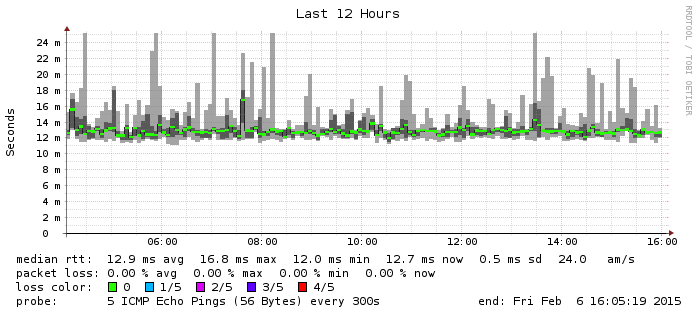 Last 12 Hours
RRDTOOL / TOBI OETIKER
Seconds
24 m
22 m
20 m
18 m
16 m
14 m
12 m
10 m
8 m
6 m
4 m
2 m
0
06:00 08:00 10:00 12:00 14:00 16:00
median rtt: 12.9 ms avg 16.8 ms max 12.0 ms min 12.7 ms now 0.5 ms sd 24.0 am/s
packet loss: 0.00 % avg 0.00 % max 0.00 % min 0.00 % now
loss color: 0 1/5 2/5 3/5 4/5
probe: 5 ICMP Echo Pings (56 Bytes) every 300s end: Fri Feb 6 16:05:19 2015